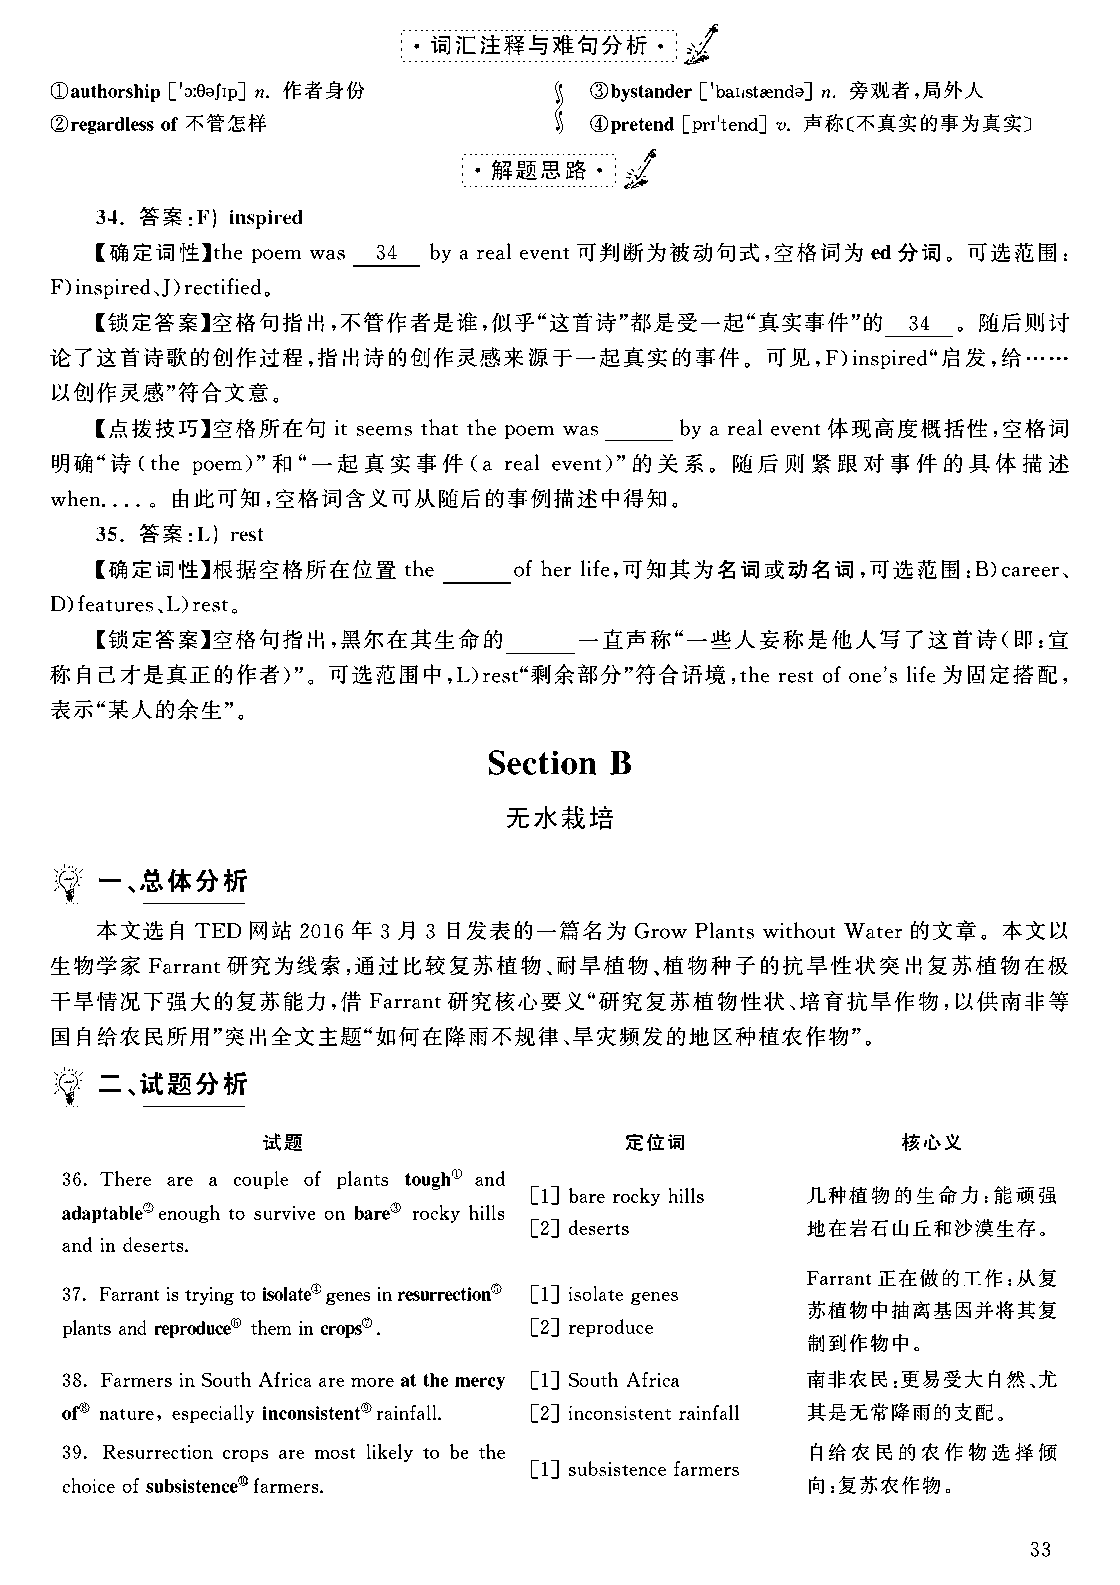 ·词汇注释与难句分析·
①authorship [ˈɔːθəʃɪp] n. 作者身份
②regardless of 不管怎样
③bystander [ˈbaɪɪstændə] n. 旁观者,局外人
④pretend [prɪˈtend] v. 声称〔不真实的事为真实〕
·解题思路·
34. 答案:F) inspired
【确定词性】the poem was 34 by a real event 可判断为被动句式,空格词为 ed 分词。可选范围:
F)inspired、J)rectified。
【锁定答案】空格句指出,不管作者是谁,似乎“这首诗”都是受一起“真实事件”的 34 。随后则讨
论了这首诗歌的创作过程,指出诗的创作灵感来源于一起真实的事件。可见,F)inspired“启发,给……
以创作灵感”符合文意。
【点拨技巧】空格所在句 it seems that the poem was ______ by a real event 体现高度概括性,空格词
明确“诗(the poem)”和“一起真实事件(a real event)”的关系。随后则紧跟对事件的具体描述
when....。由此可知,空格词含义可从随后的事例描述中得知。
35. 答案:L) rest
【确定词性】根据空格所在位置 the ______ of her life,可知其为名词或动名词,可选范围:B)career、
D)features、L)rest。
【锁定答案】空格句指出,黑尔在其生命的______一直声称“一些人妄称是他人写了这首诗(即:宣
称自己才是真正的作者)”。可选范围中,L)rest“剩余部分”符合语境,the rest of one's life 为固定搭配,
表示“某人的余生”。
Section B
无水栽培
一、总体分析
本文选自 TED 网站 2016 年 3 月 3 日发表的一篇名为 Grow Plants without Water 的文章。本文以
生物学家 Farrant 研究为线索,通过比较复苏植物、耐旱植物、植物种子的抗旱性状突出复苏植物在极
干旱情况下强大的复苏能力,借 Farrant 研究核心要义“研究复苏植物性状、培育抗旱作物,以供南非等
国自给农民所用”突出全文主题“如何在降雨不规律、旱灾频发的地区种植农作物”。
二、试题分析
试题 定位词 核心义
36. There are a couple of plants tough① and
adaptable② enough to survive on bare③ rocky hills
and in deserts.
[1] bare rocky hills
[2] deserts
几种植物的生命力:能顽强
地在岩石山丘和沙漠生存。
37. Farrant is trying to isolate④ genes in resurrection⑤
plants and reproduce⑥ them in crops⑦.
[1] isolate genes
[2] reproduce
Farrant 正在做的工作:从复
苏植物中抽离基因并将其复
制到作物中。
38. Farmers in South Africa are more at the mercy
of⑧ nature, especially inconsistent⑨ rainfall.
[1] South Africa
[2] inconsistent rainfall
南非农民:更易受大自然、尤
其是无常降雨的支配。
39. Resurrection crops are most likely to be the
choice of subsistence⑩ farmers.
[1] subsistence farmers
自给农民的农作物选择倾
向:复苏农作物。
33